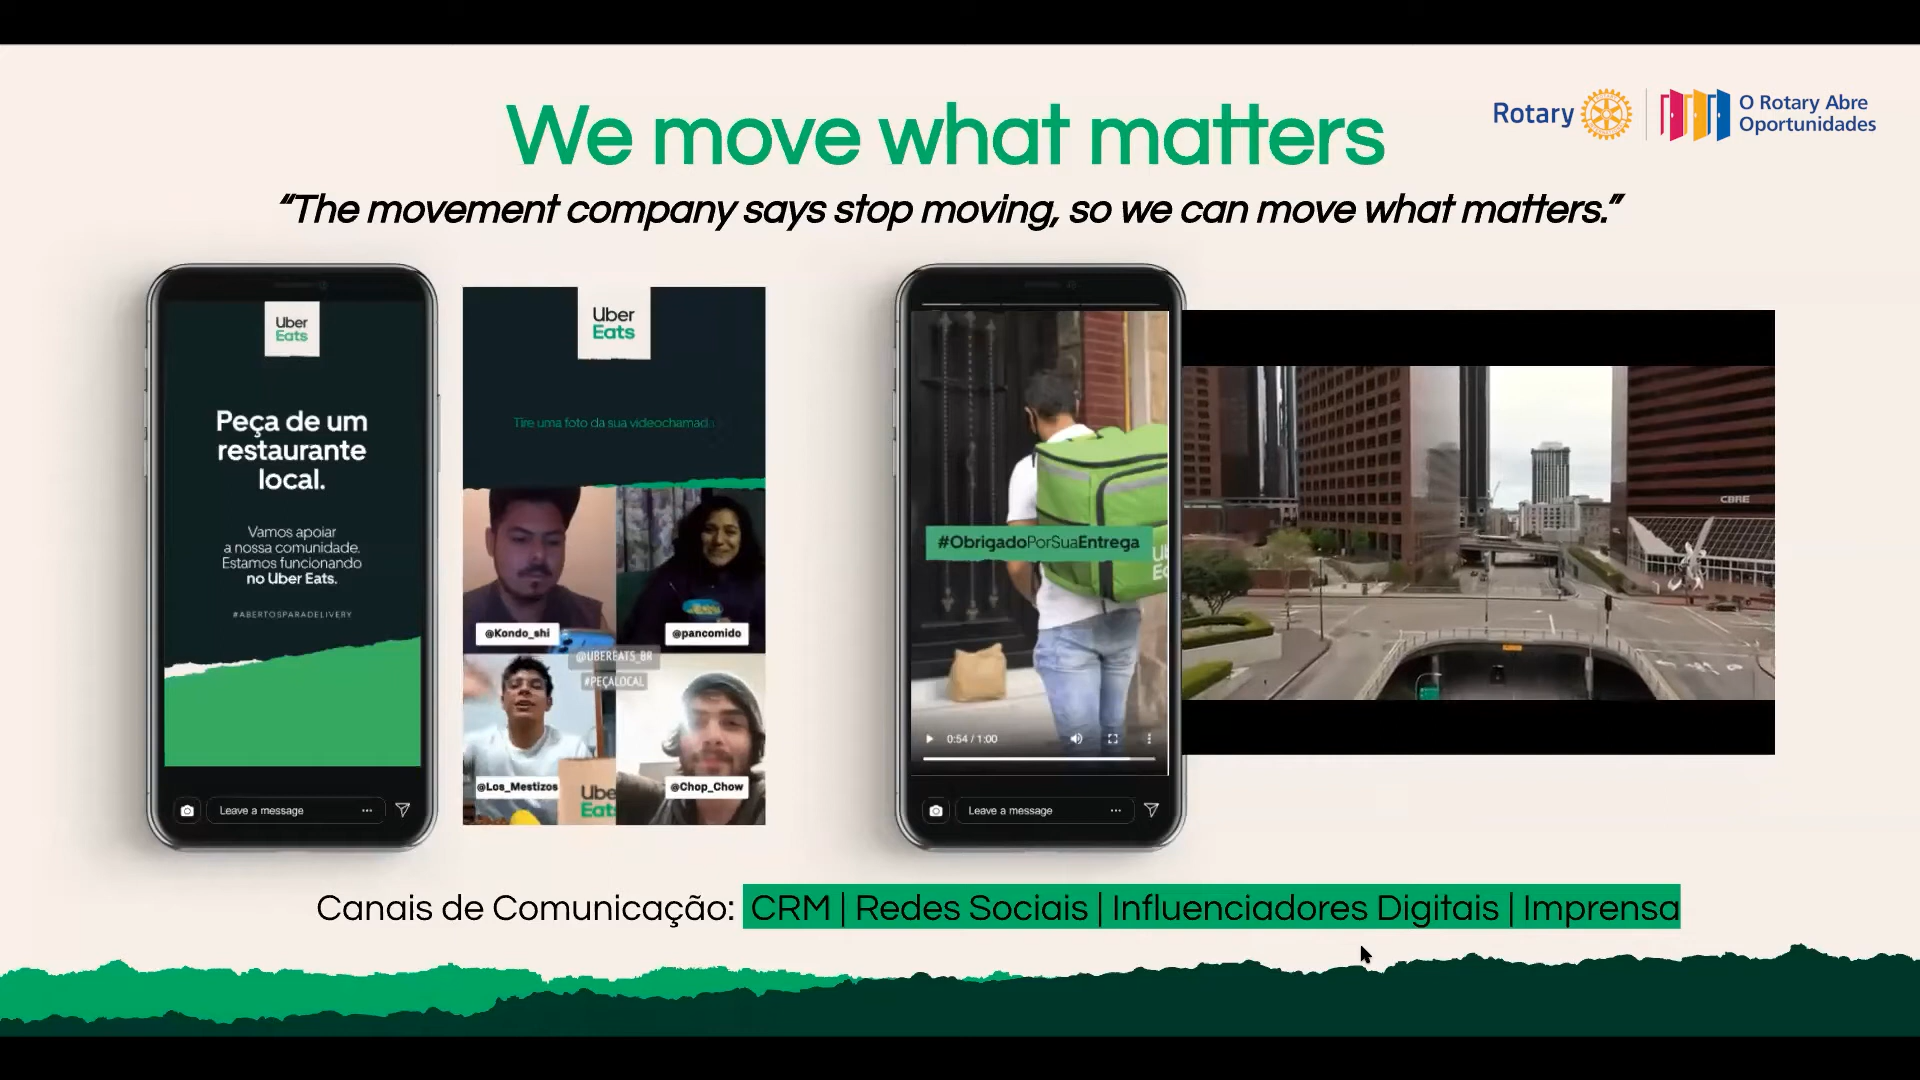 We move what matters
Rotary
O Rotary Abre
Oportunidades
“The movement company says stop moving, so we can move what matters.”
Uber
Eats
Peça de um
restaurante
local.
Vamos apoiar
a nossa comunidade.
Estamos funcionando
no Uber Eats.
#ABERTOSPARADELIVERY
Leave a message
Uber
Eats
Tire uma foto da sua videochamad
@Kondo_shi
@pancomido
@UBEREATS_BR
#PEÇALOCAL
@Los_Mestizos
@Chop_Chow
Ube
Eats
#ObrigadoPorSuaEntrega
0:54 / 1:00
Leave a message
CBRE
Canais de Comunicação: CRM | Redes Sociais | Influenciadores Digitais | Imprensa